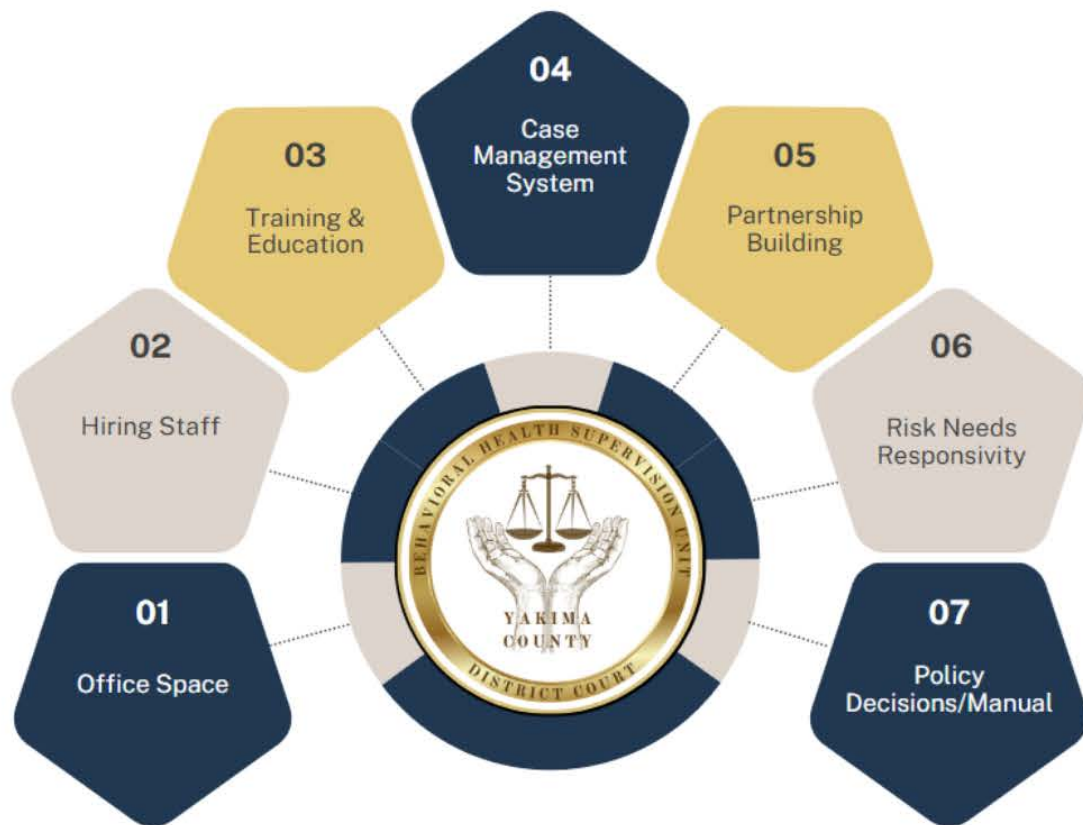 01
Office Space
02
Hiring Staff
03
Training &
Education
04
Case
Management
System
05
Partnership
Building
06
Risk Needs
Responsivity
07
Policy
Decisions/Manual
BEHAVIORAL HEALTH SUPERVISION UNIT
YAKIMA
COUNTY
DISTRICT COURT